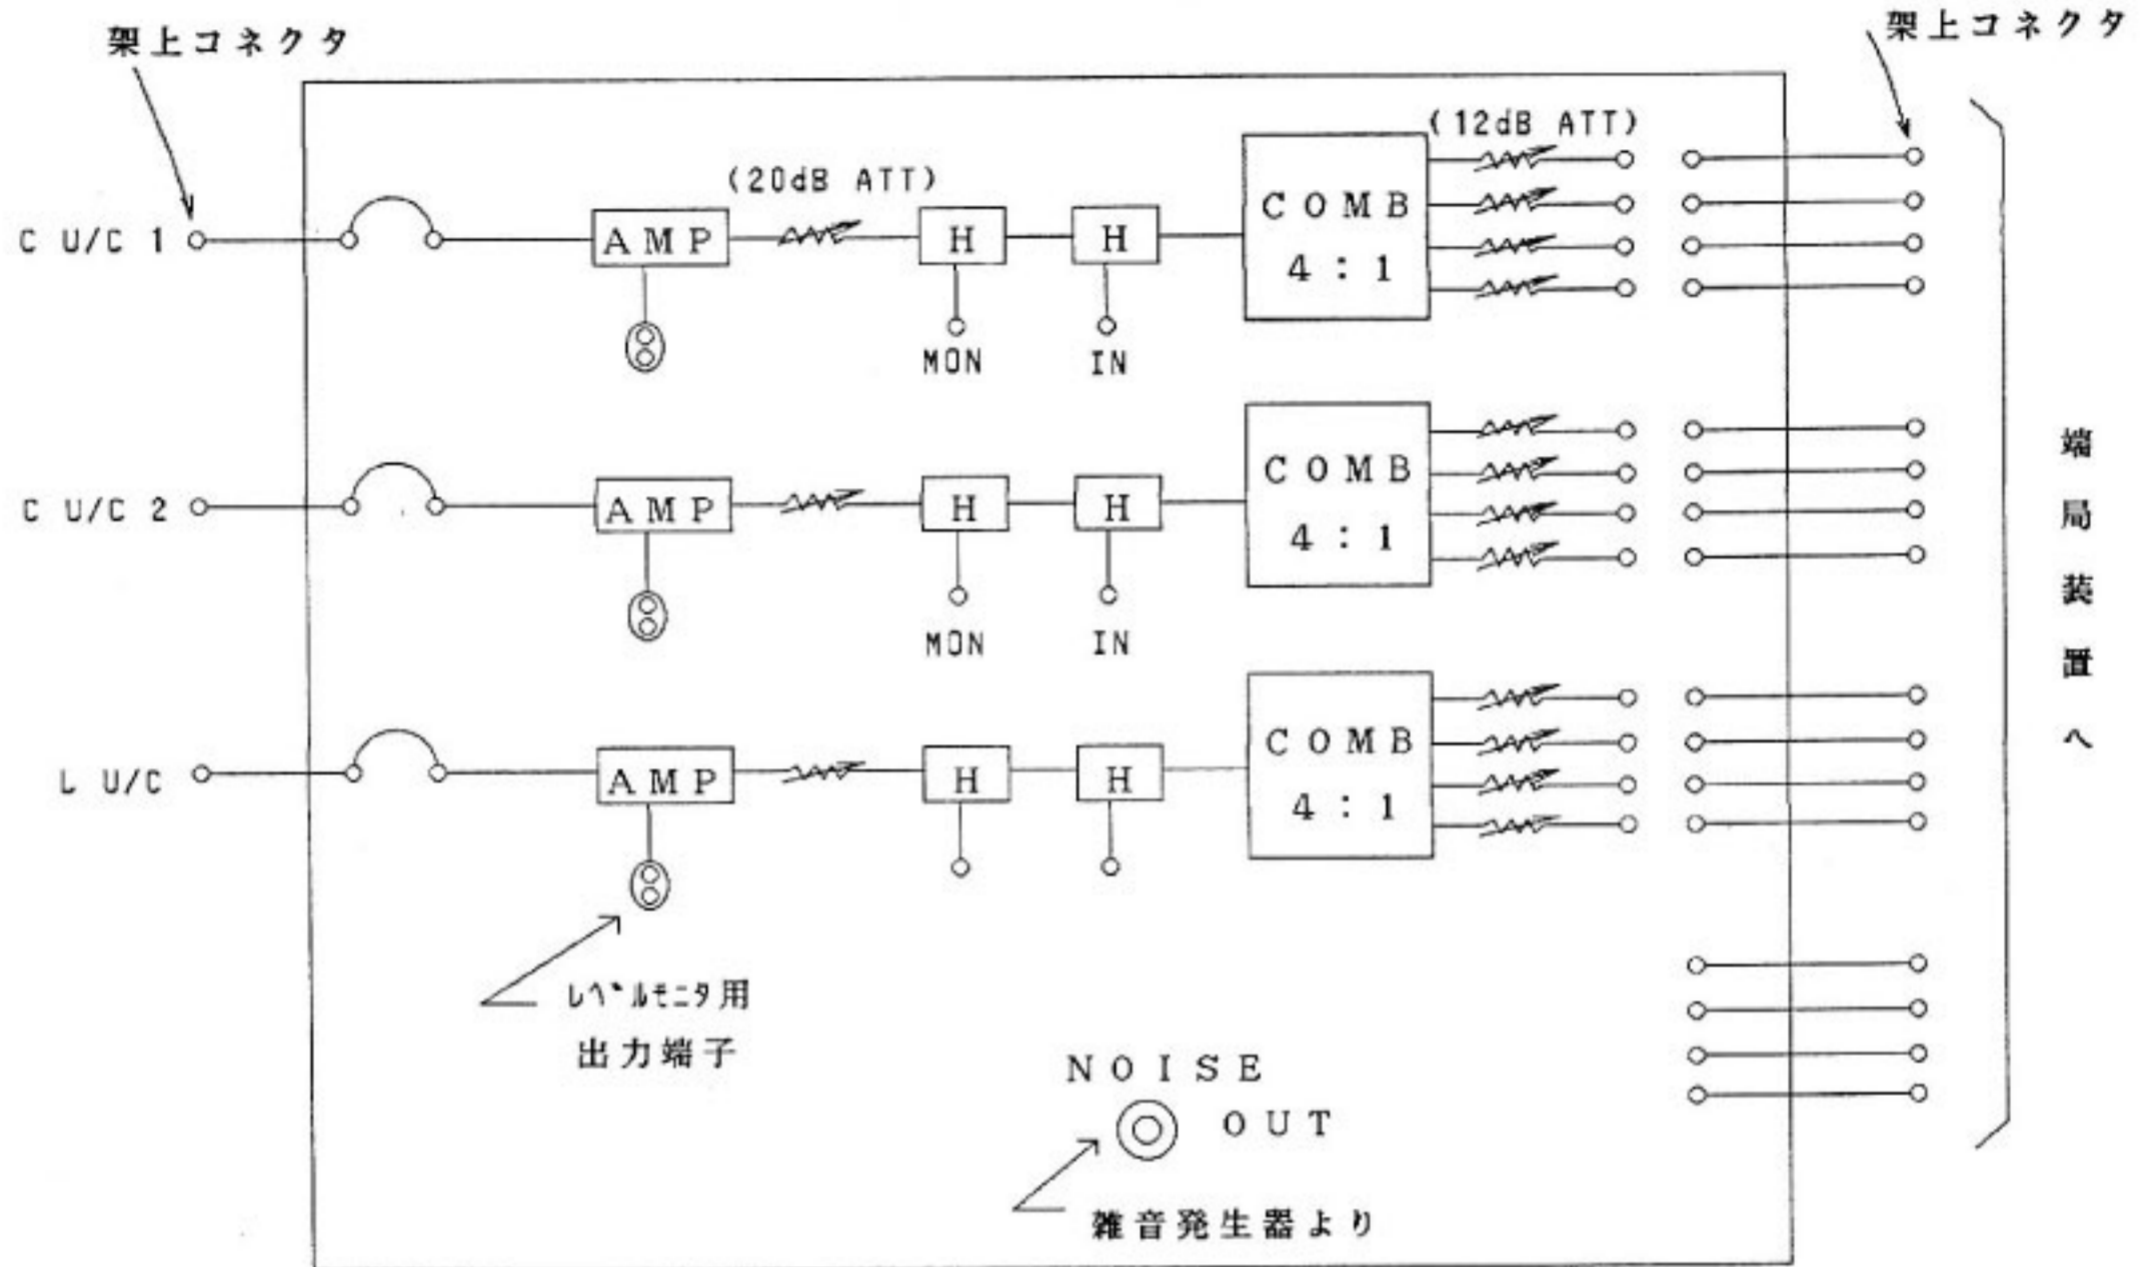 架上コネクタ
架上コネクタ
(12dB ATT)
(20dB ATT)
C U/C 1
AMP
H
H
COMB
4:1
MON
IN
C U/C 2
AMP
H
H
COMB
4:1
MON
IN
L U/C
AMP
H
H
COMB
4:1
端局装置へ
ﾚﾍﾞﾙﾓﾆﾀ用
出力端子
NOISE
OUT
雑音発生器より